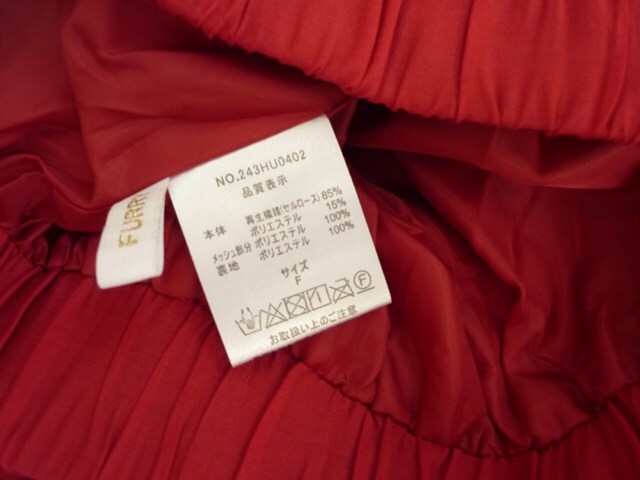 FURR
NO.243HU0402
品質表示
本体 再生繊維(セルロース) 85%
ポリエステル 15%
メッシュ部分 ポリエステル 100%
裏地 ポリエステル 100%
サイズ
F
お取扱い上のご注意